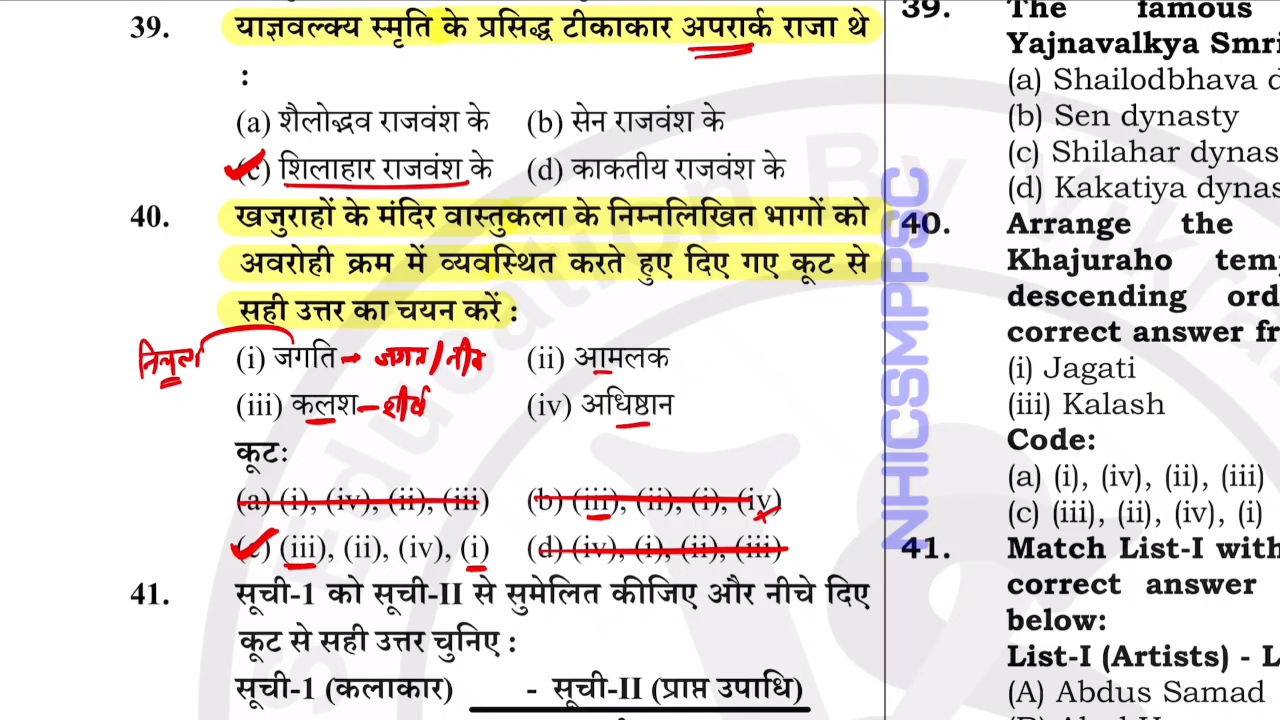 39. याज्ञवल्क्य स्मृति के प्रसिद्ध टीकाकार अपरार्क राजा थे
:
(a) शैलोद्भव राजवंश के (b) सेन राजवंश के
(c) शिलाहार राजवंश के (d) काकतीय राजवंश के
40. खजुराहों के मंदिर वास्तुकला के निम्नलिखित भागों को
अवरोही क्रम में व्यवस्थित करते हुए दिए गए कूट से
सही उत्तर का चयन करें :
(i) जगति (ii) आमलक
(iii) कलश – शीर्ष (iv) अधिष्ठान
कूटः
(a) (i), (iv), (ii), (iii) (b) (iii), (ii), (i), (iv)
(c) (iii), (ii), (iv), (i) (d) (iv), (i), (ii), (iii)
41. सूची-1 को सूची-II से सुमेलित कीजिए और नीचे दिए
कूट से सही उत्तर चुनिए :
सूची-1 (कलाकार) - सूची-II (प्राप्त उपाधि)
NHICSMPPSC
39. The famous
Yajnavalkya Smri
(a) Shailodbhava d
(b) Sen dynasty
(c) Shilahar dynas
(d) Kakatiya dynas
40. Arrange the
Khajuraho temp
descending ord
correct answer fr
(i) Jagati
(iii) Kalash
Code:
(a) (i), (iv), (ii), (iii)
(c) (iii), (ii), (iv), (i)
41. Match List-I with
correct answer
below:
List-I (Artists) - L
(A) Abdus Samad